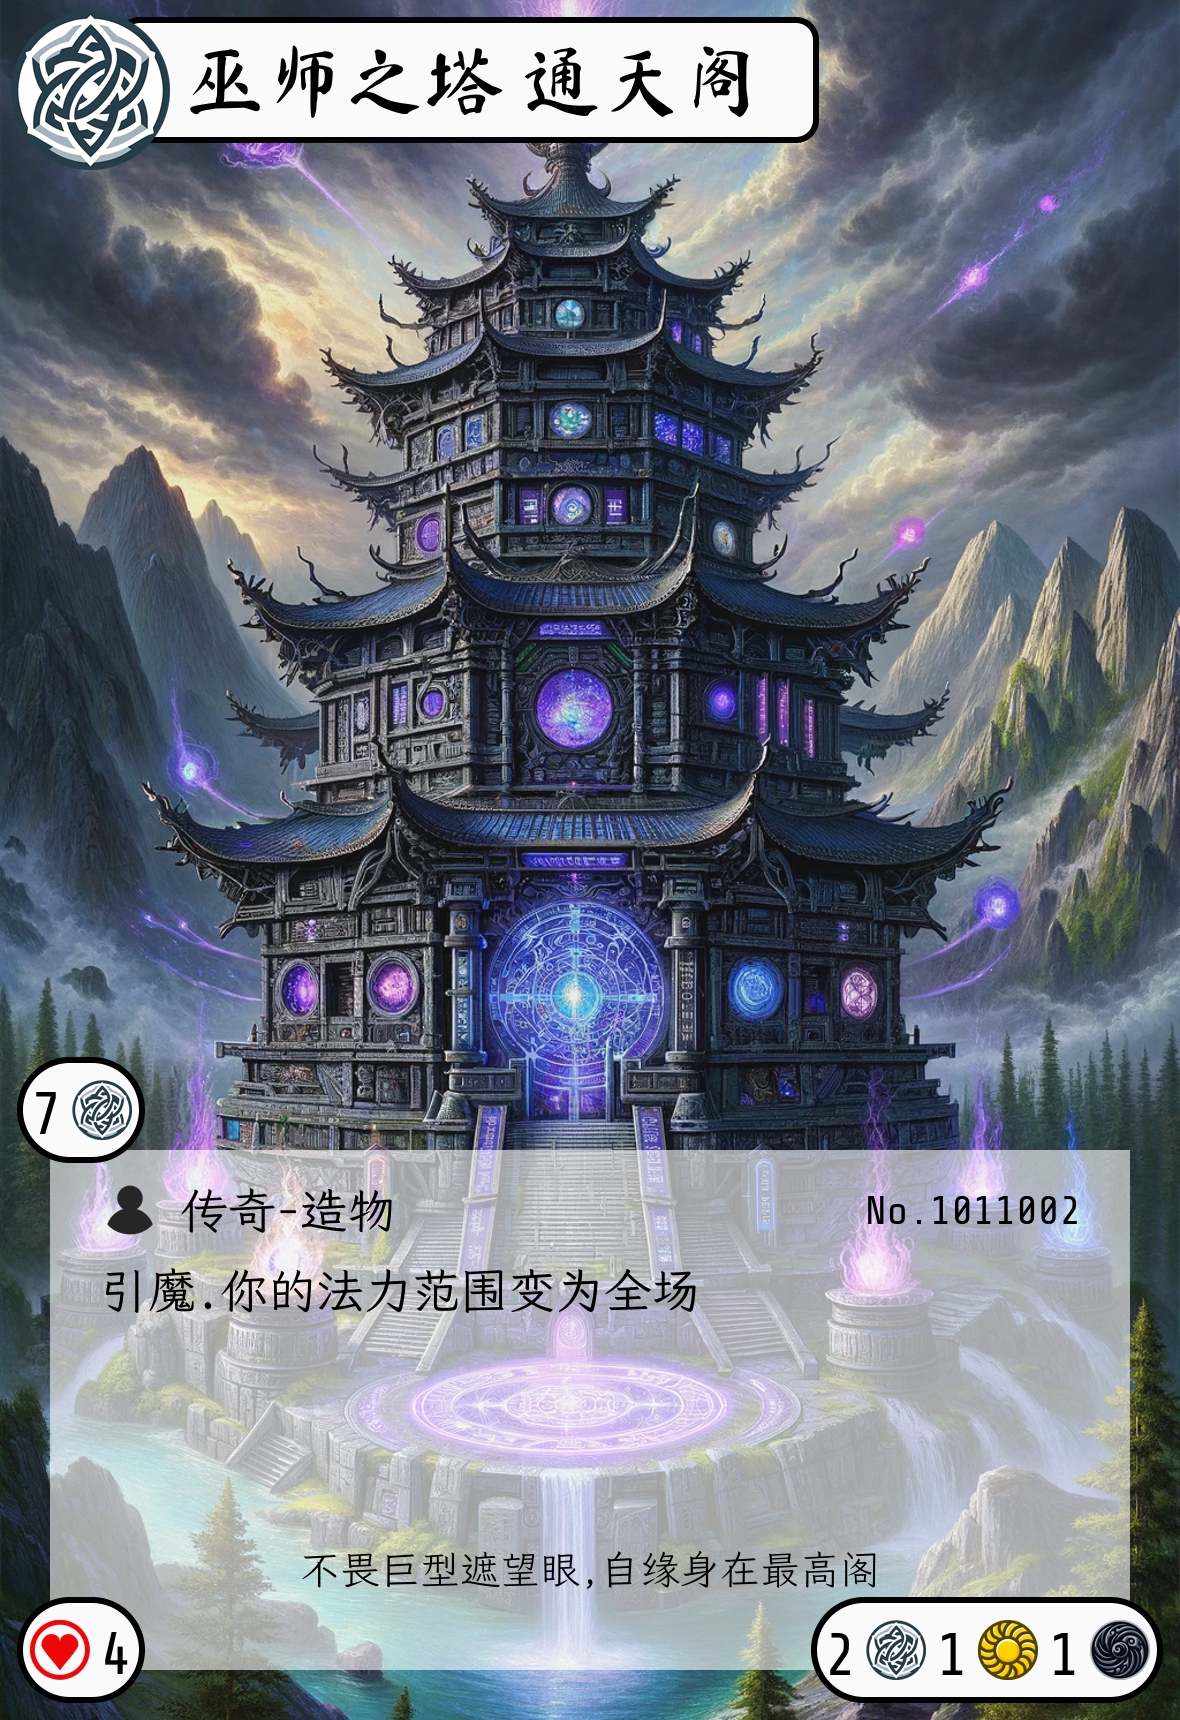 巫师之塔 通天阁
7
传奇-造物
No.1011002
引魔.你的法力范围变为全场
不畏巨型遮望眼,自缘身在最高阁
4
2 1 1